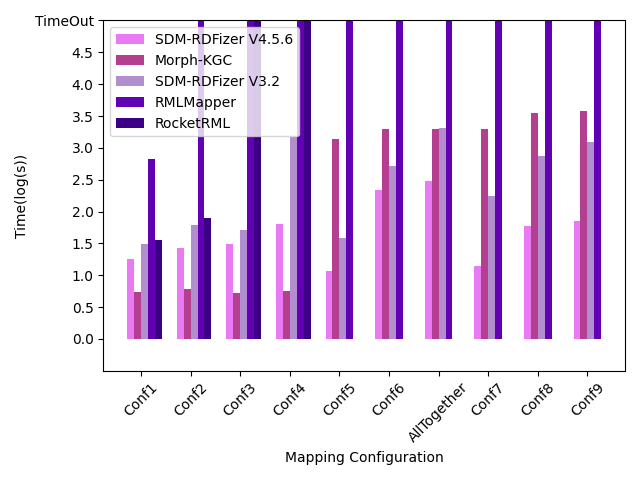 TimeOut
4.5
4.0
3.5
3.0
2.5
2.0
1.5
1.0
0.5
0.0
Time(log(s))
SDM-RDFizer V4.5.6
Morph-KGC
SDM-RDFizer V3.2
RMLMapper
RocketRML
Conf1
Conf2
Conf3
Conf4
Conf5
Conf6
AllTogether
Conf7
Conf8
Conf9
Mapping Configuration